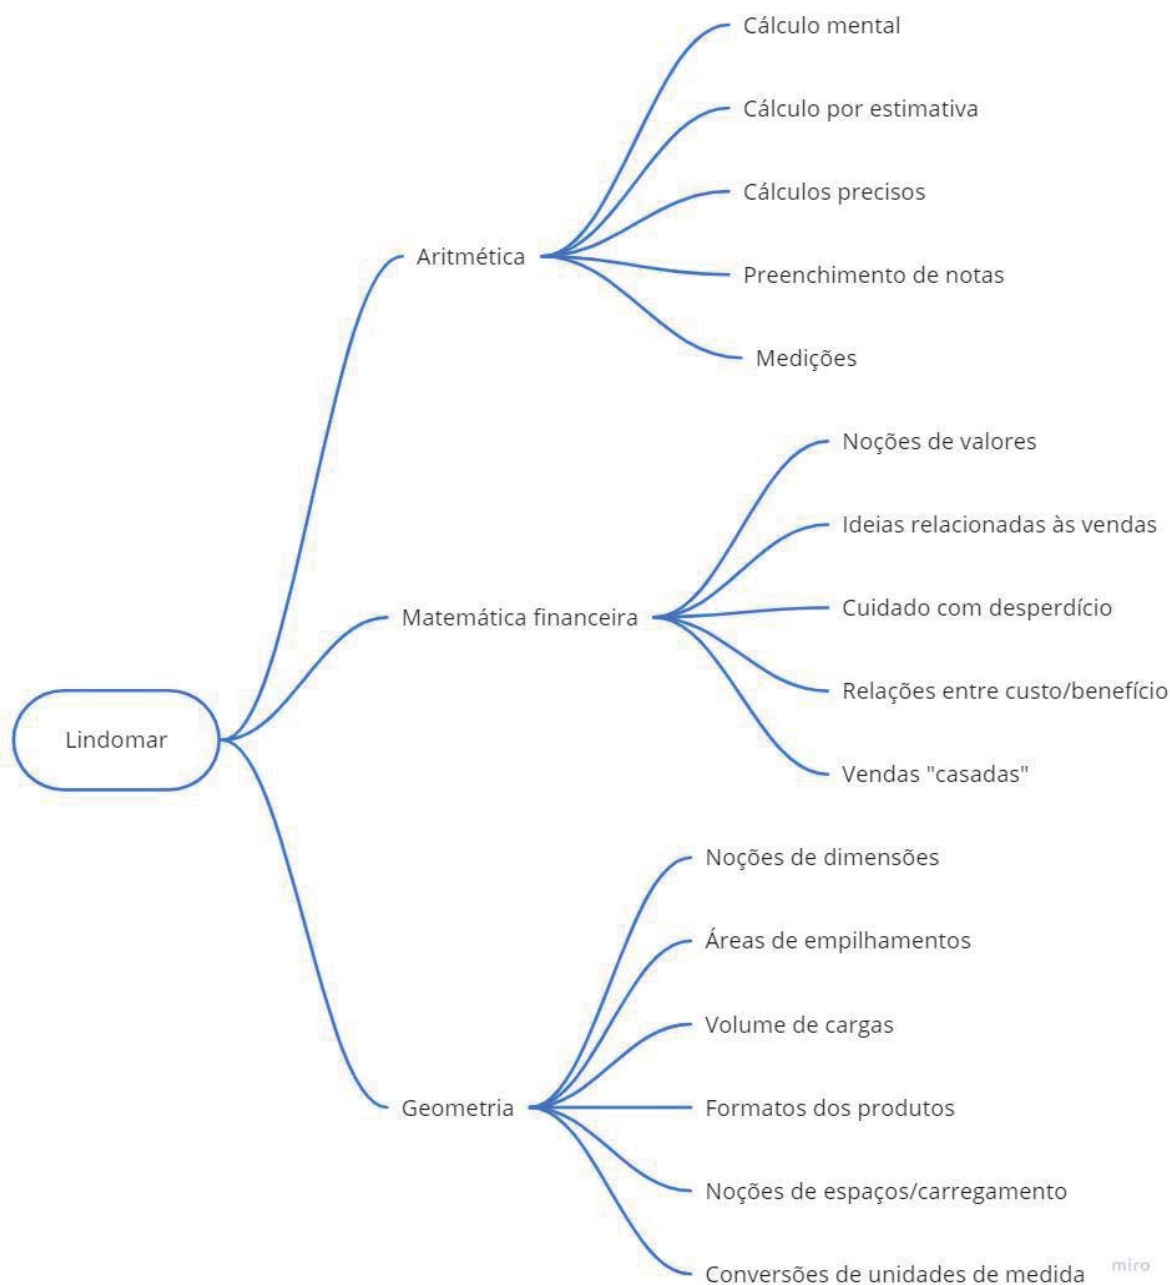 Cálculo mental
Cálculo por estimativa
Cálculos precisos
Aritmética
Preenchimento de notas
Medições
Noções de valores
Ideias relacionadas às vendas
Cuidado com desperdício
Matemática financeira
Relações entre custo/benefício
Lindomar
Vendas "casadas"
Noções de dimensões
Áreas de empilhamentos
Volume de cargas
Geometria
Formatos dos produtos
Noções de espaços/carregamento
Conversões de unidades de medida
miro